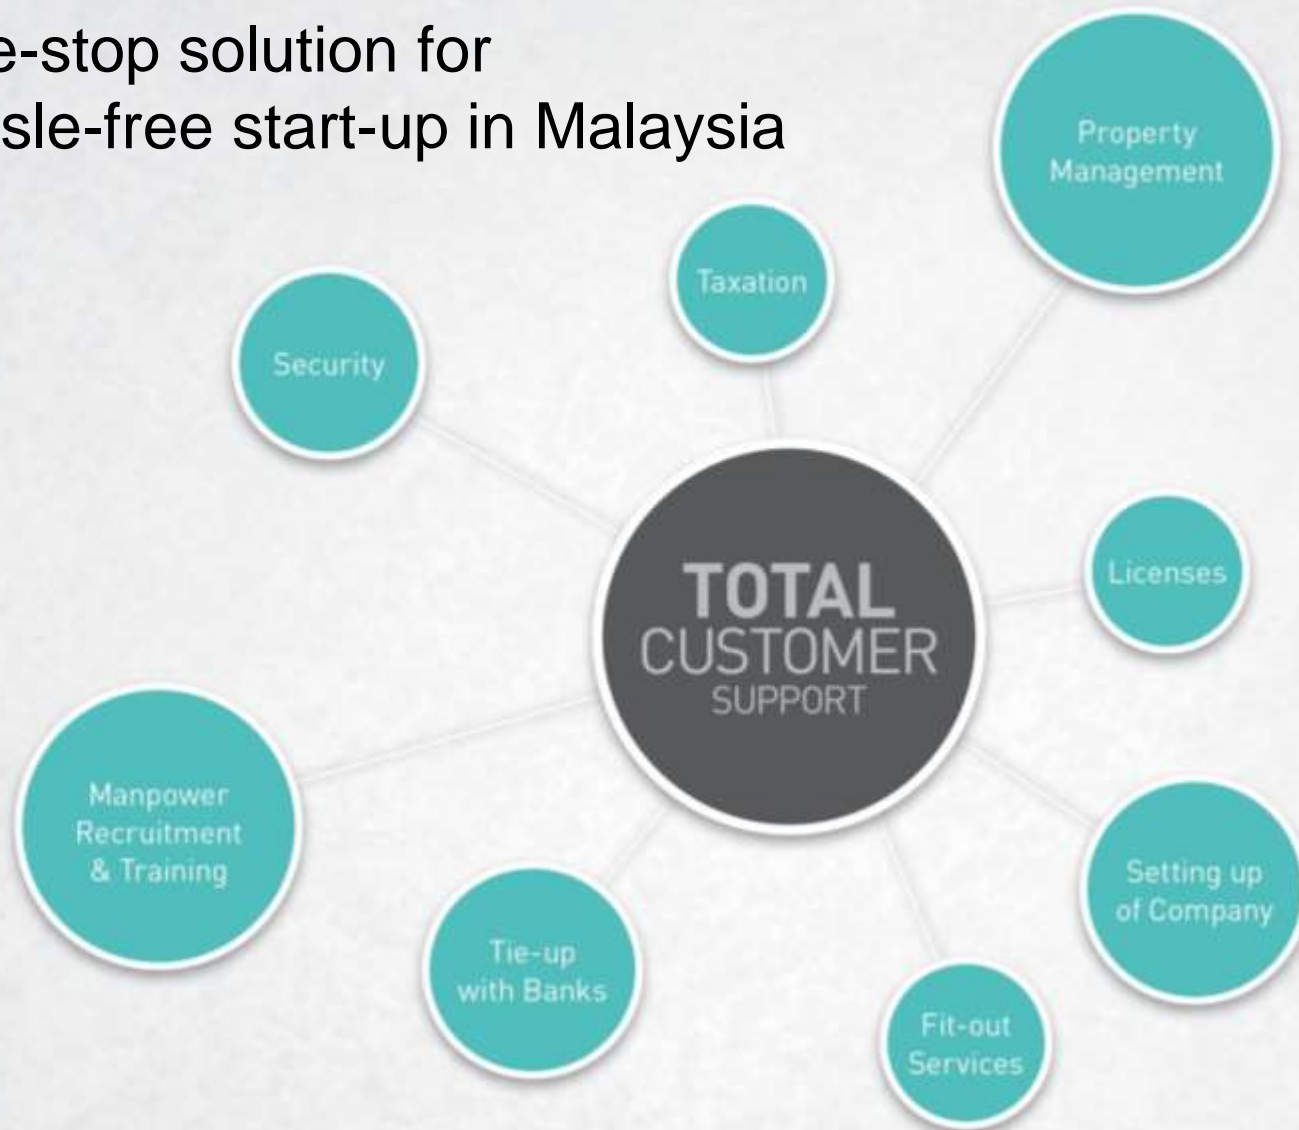 e-stop solution for
sle-free start-up in Malaysia
Property
Management
Taxation
Security
Licenses
TOTAL
CUSTOMER
SUPPORT
Manpower
Recruitment
& Training
Setting up
of Company
Tie-up
with Banks
Fit-out
Services